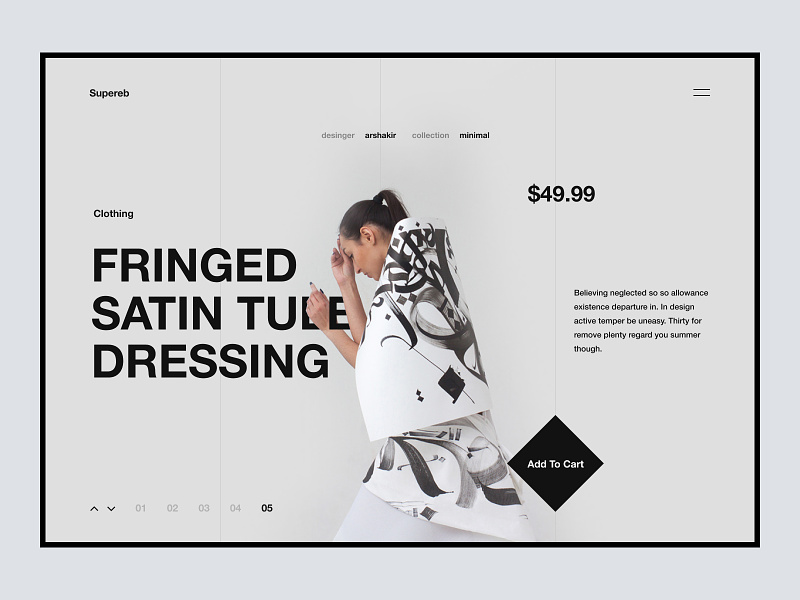 Supereb
desinger arshakir collection minimal
$49.99
Clothing
FRINGED
SATIN TUBE
DRESSING
Believing neglected so so allowance
existence departure in. In design
active temper be uneasy. Thirty for
remove plenty regard you summer
though.
Add To Cart
01 02 03 04 05